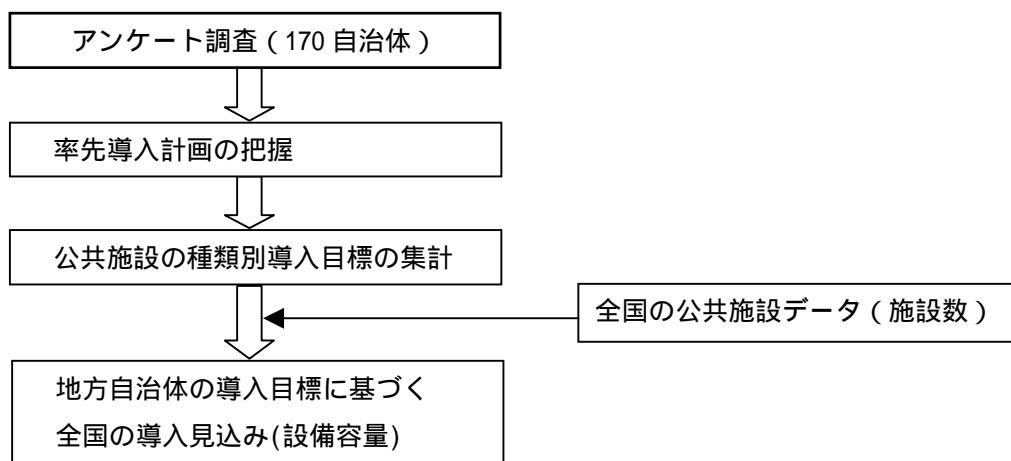 アンケート調査（170 自治体）
率先導入計画の把握
公共施設の種類別導入目標の集計
全国の公共施設データ（施設数）
地方自治体の導入目標に基づく
全国の導入見込み(設備容量)